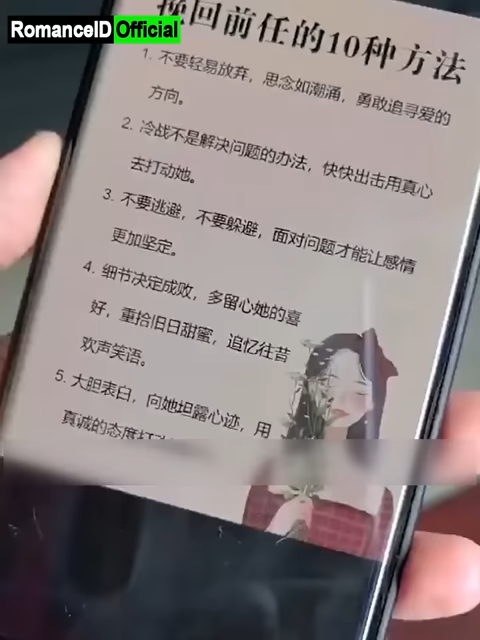 RomanceID Official
挽回前任的10种方法
1. 不要轻易放弃，思念如潮涌，勇敢追寻爱的
方向。
2. 冷战不是解决问题的办法，快快出击用真心
去打动她。
3. 不要逃避，不要躲避，面对问题才能让感情
更加坚定。
4. 细节决定成败，多留心她的喜
好，重拾旧日甜蜜，追忆往昔
欢声笑语。
5. 大胆表白，向她坦露心迹，用
真诚的态度打